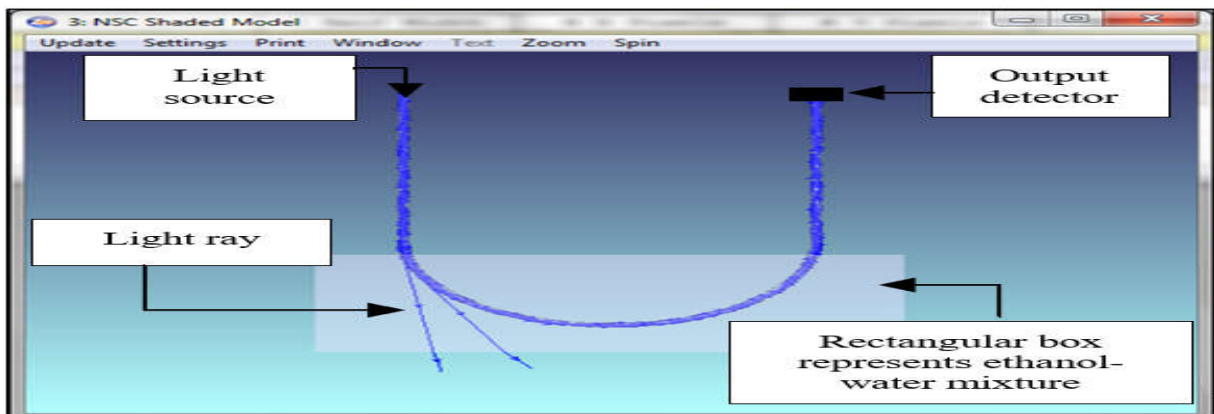 3: NSC Shaded Model
Update Settings Print Window Text Zoom Spin
Light
source
Output
detector
Light ray
Rectangular box
represents ethanol-
water mixture